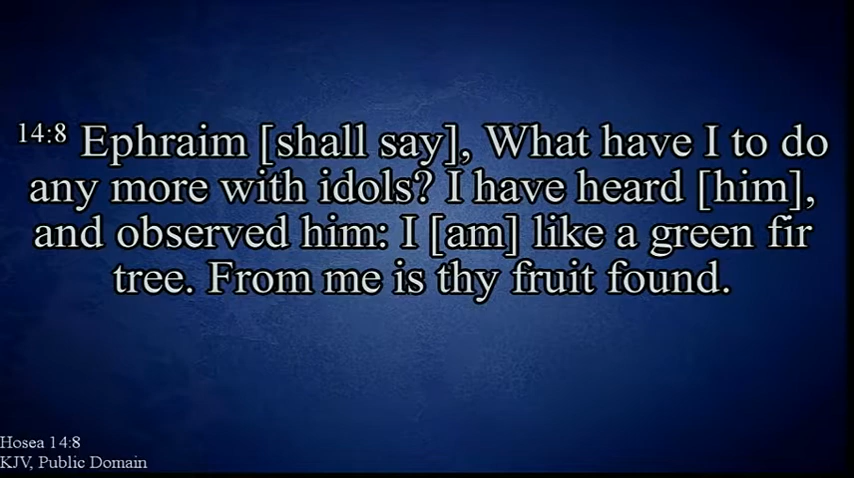 14:8 Ephraim [shall say], What have I to do
any more with idols? I have heard [him],
and observed him: I [am] like a green fir
tree. From me is thy fruit found.
Hosea 14:8
KJV, Public Domain